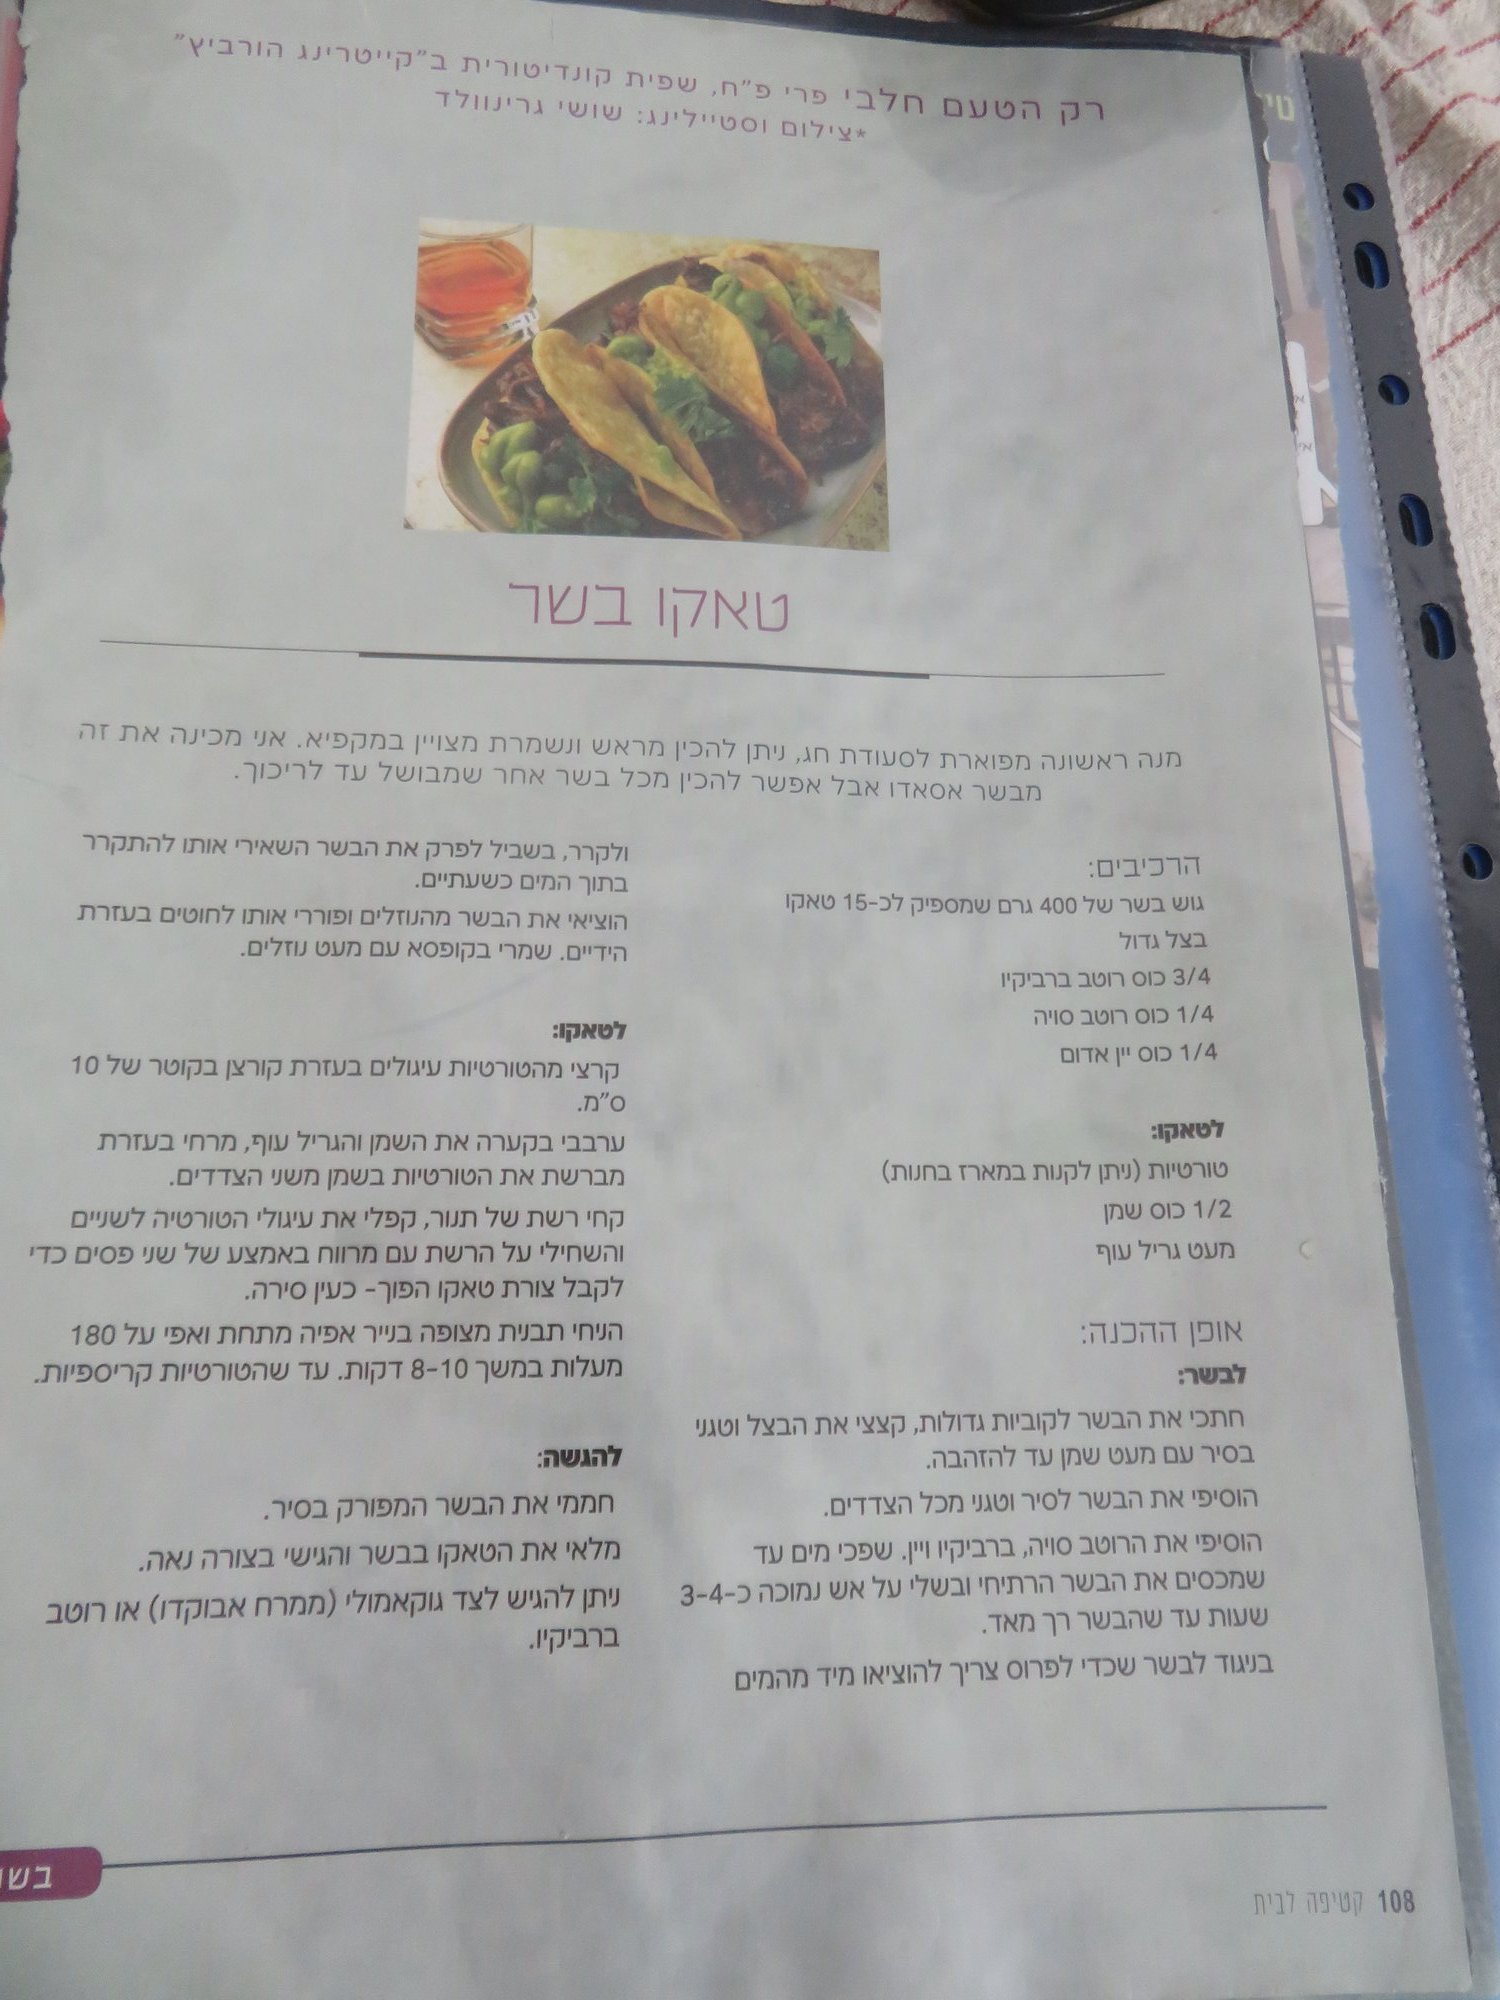 רק הטעם חלבי פרי פ"ח, שפית קונדיטורית ב"קייטרינג הורביץ"
*צילום וסטיילינג: שושי גרינוולד
טאקו בשר
מנה ראשונה מפוארת לסעודת חג, ניתן להכין מראש ונשמרת מצויין במקפיא. אני מכינה את זה
מבשר אסאדו אבל אפשר להכין מכל בשר אחר שמבושל עד לריכוך.
הרכיבים:
גוש בשר של 400 גרם שמספיק לכ-15 טאקו
בצל גדול
3/4 כוס רוטב ברביקיו
1/4 כוס רוטב סויה
1/4 כוס יין אדום
לטאקו:
טורטיות (ניתן לקנות במארז בחנות)
1/2 כוס שמן
מעט גריל עוף
אופן ההכנה:
לבשר:
חתכי את הבשר לקוביות גדולות, קצצי את הבצל וטגני
בסיר עם מעט שמן עד להזהבה.
הוסיפי את הבשר לסיר וטגני מכל הצדדים.
הוסיפי את הרוטב סויה, ברביקיו ויין. שפכי מים עד
שמכסים את הבשר הרתיחי ובשלי על אש נמוכה כ-3-4
שעות עד שהבשר רך מאד.
בניגוד לבשר שכדי לפרוס צריך להוציאו מיד מהמים
ולקרר, בשביל לפרק את הבשר השאירי אותו להתקרר
בתוך המים כשעתיים.
הוציאי את הבשר מהנוזלים ופוררי אותו לחוטים בעזרת
הידיים. שמרי בקופסא עם מעט נוזלים.
לטאקו:
קרצי מהטורטיות עיגולים בעזרת קורצן בקוטר של 10
ס"מ.
ערבבי בקערה את השמן והגריל עוף, מרחי בעזרת
מברשת את הטורטיות בשמן משני הצדדים.
קחי רשת של תנור, קפלי את עיגולי הטורטיה לשניים
והשחילי על הרשת עם מרווח באמצע של שני פסים כדי
לקבל צורת טאקו הפוך- כעין סירה.
הניחי תבנית מצופה בנייר אפיה מתחת ואפי על 180
מעלות במשך 8-10 דקות. עד שהטורטיות קריספיות.
להגשה:
חממי את הבשר המפורק בסיר.
מלאי את הטאקו בבשר והגישי בצורה נאה.
ניתן להגיש לצד גוקאמולי (ממרח אבוקדו) או רוטב
ברביקיו.
108 קטיפה לבית